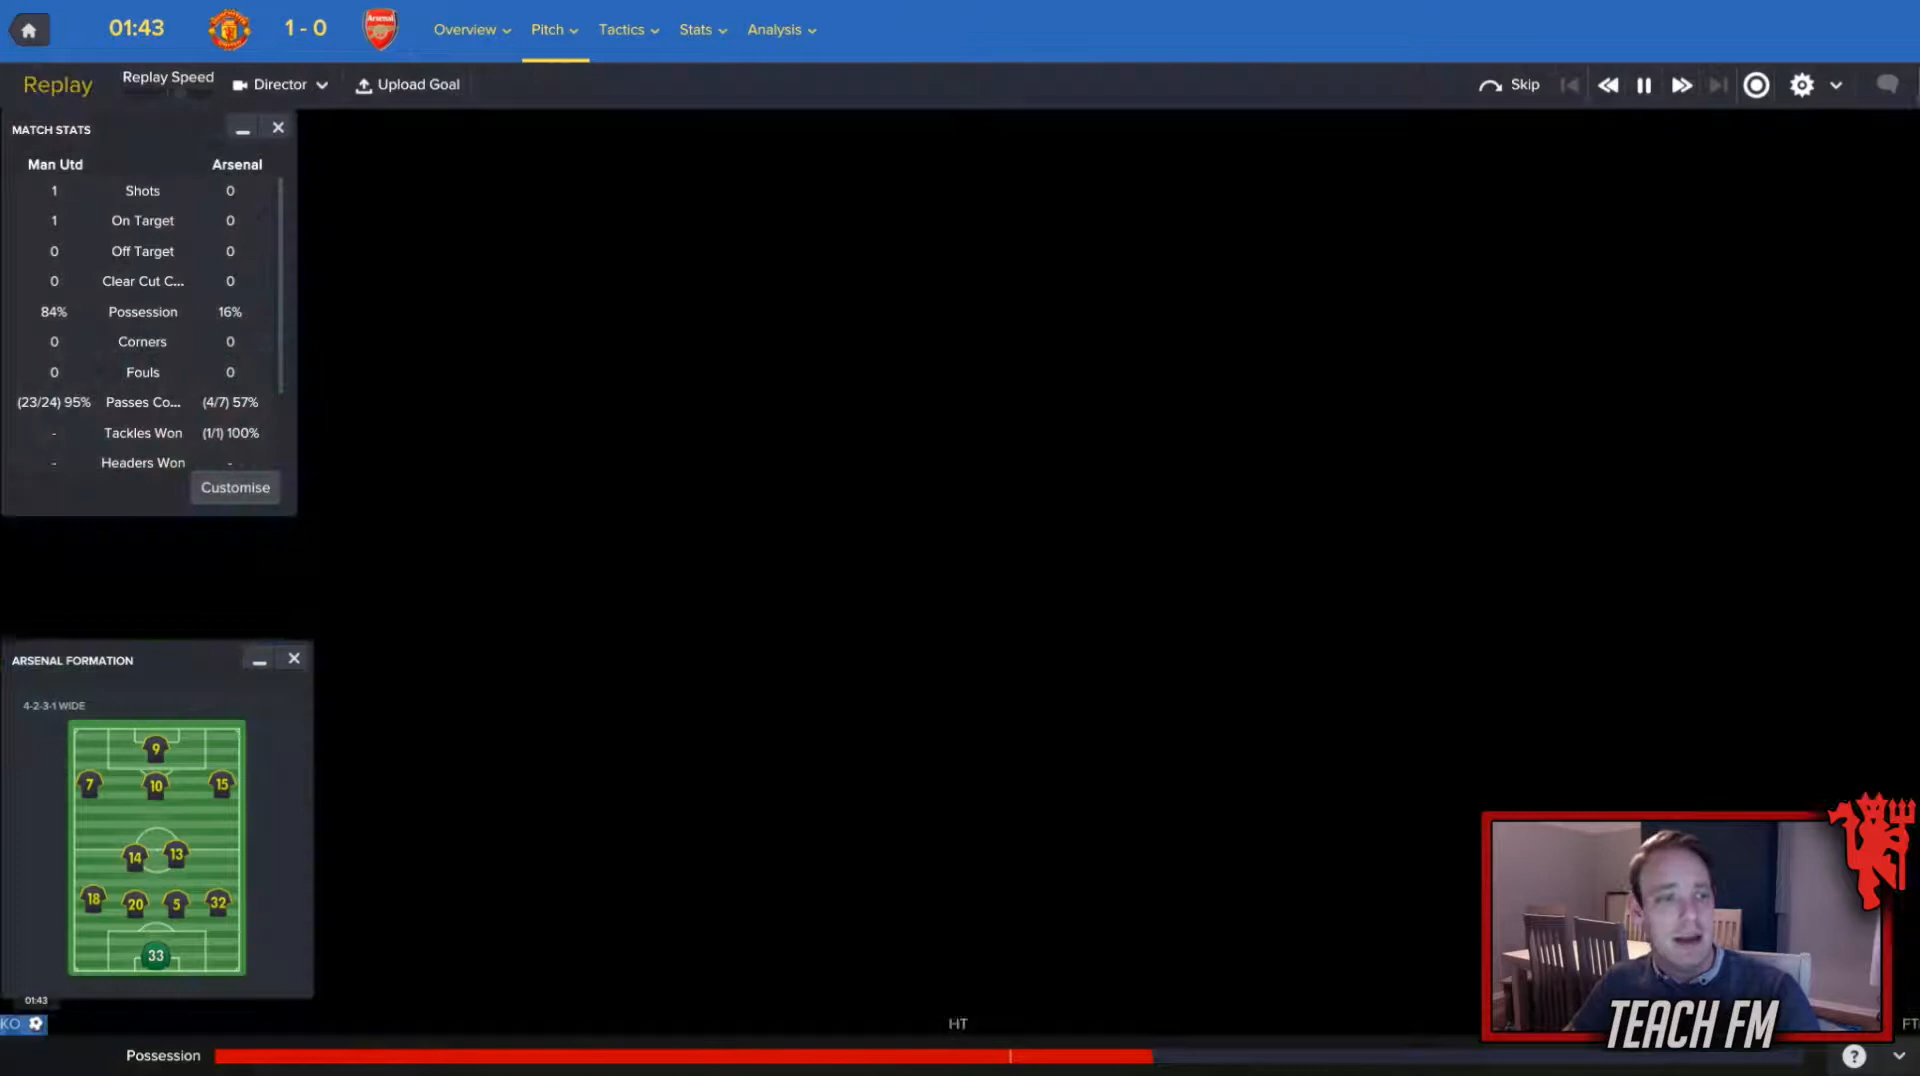 01:43
Arsenal
1 - 0
Overview
Pitch
Tactics
Stats
Analysis
Replay
Replay Speed
Director
Upload Goal
Skip
MATCH STATS
Man Utd Arsenal
1 Shots 0
1 On Target 0
0 Off Target 0
0 Clear Cut C... 0
84% Possession 16%
0 Corners 0
0 Fouls 0
(23/24) 95% Passes Co... (4/7) 57%
- Tackles Won (1/1) 100%
- Headers Won -
Customise
ARSENAL FORMATION
4-2-3-1 WIDE
9
7 10 15
14 13
18 20 5 32
33
01:43
KO
HT
FT
Possession
TEACH FM
?